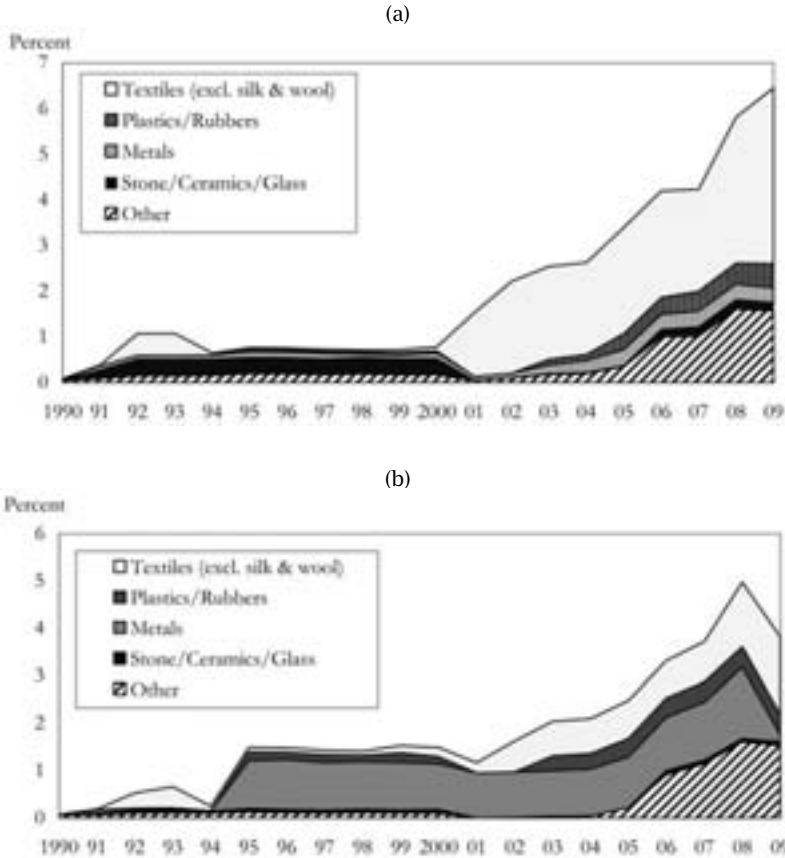 (a)
Percent
7
Textiles (excl. silk & wool)
6
Plastics/Rubbers
5
Metals
Stone/Ceramics/Glass
4
Other
3
2
1
0
1990 91 92 93 94 95 96 97 98 99 2000 01 02 03 04 05 06 07 08 09
(b)
Percent
6
Textiles (excl. silk & wool)
5
Plastics/Rubbers
4
Metals
Stone/Ceramics/Glass
3
Other
2
1
0
1990 91 92 93 94 95 96 97 98 99 2000 01 02 03 04 05 06 07 08 09